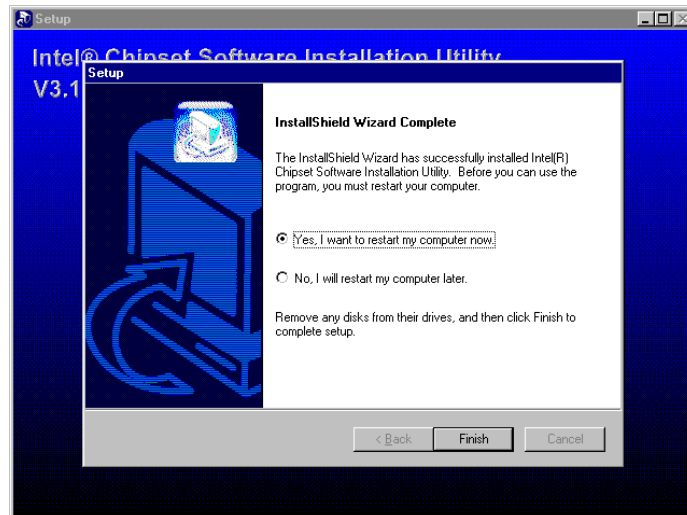 Setup
Intel® Chipset Software Installation Utility
V3.1
Setup
InstallShield Wizard Complete
The InstallShield Wizard has successfully installed Intel(R)
Chipset Software Installation Utility. Before you can use the
program, you must restart your computer.
Yes, I want to restart my computer now.
No, I will restart my computer later.
Remove any disks from their drives, and then click Finish to
complete setup.
< Back
Finish
Cancel